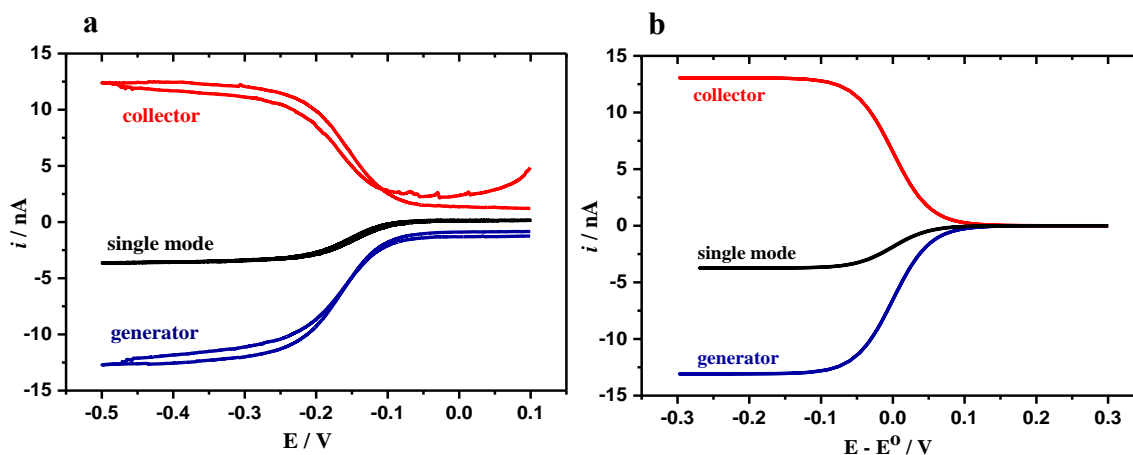 a
15
10
5
0
-5
-10
-15
i / nA
collector
single mode
generator
-0.5 -0.4 -0.3 -0.2 -0.1 0.0 0.1
E / V
b
15
10
5
0
-5
-10
-15
i / nA
collector
single mode
generator
-0.3 -0.2 -0.1 0.0 0.1 0.2 0.3
E - E° / V